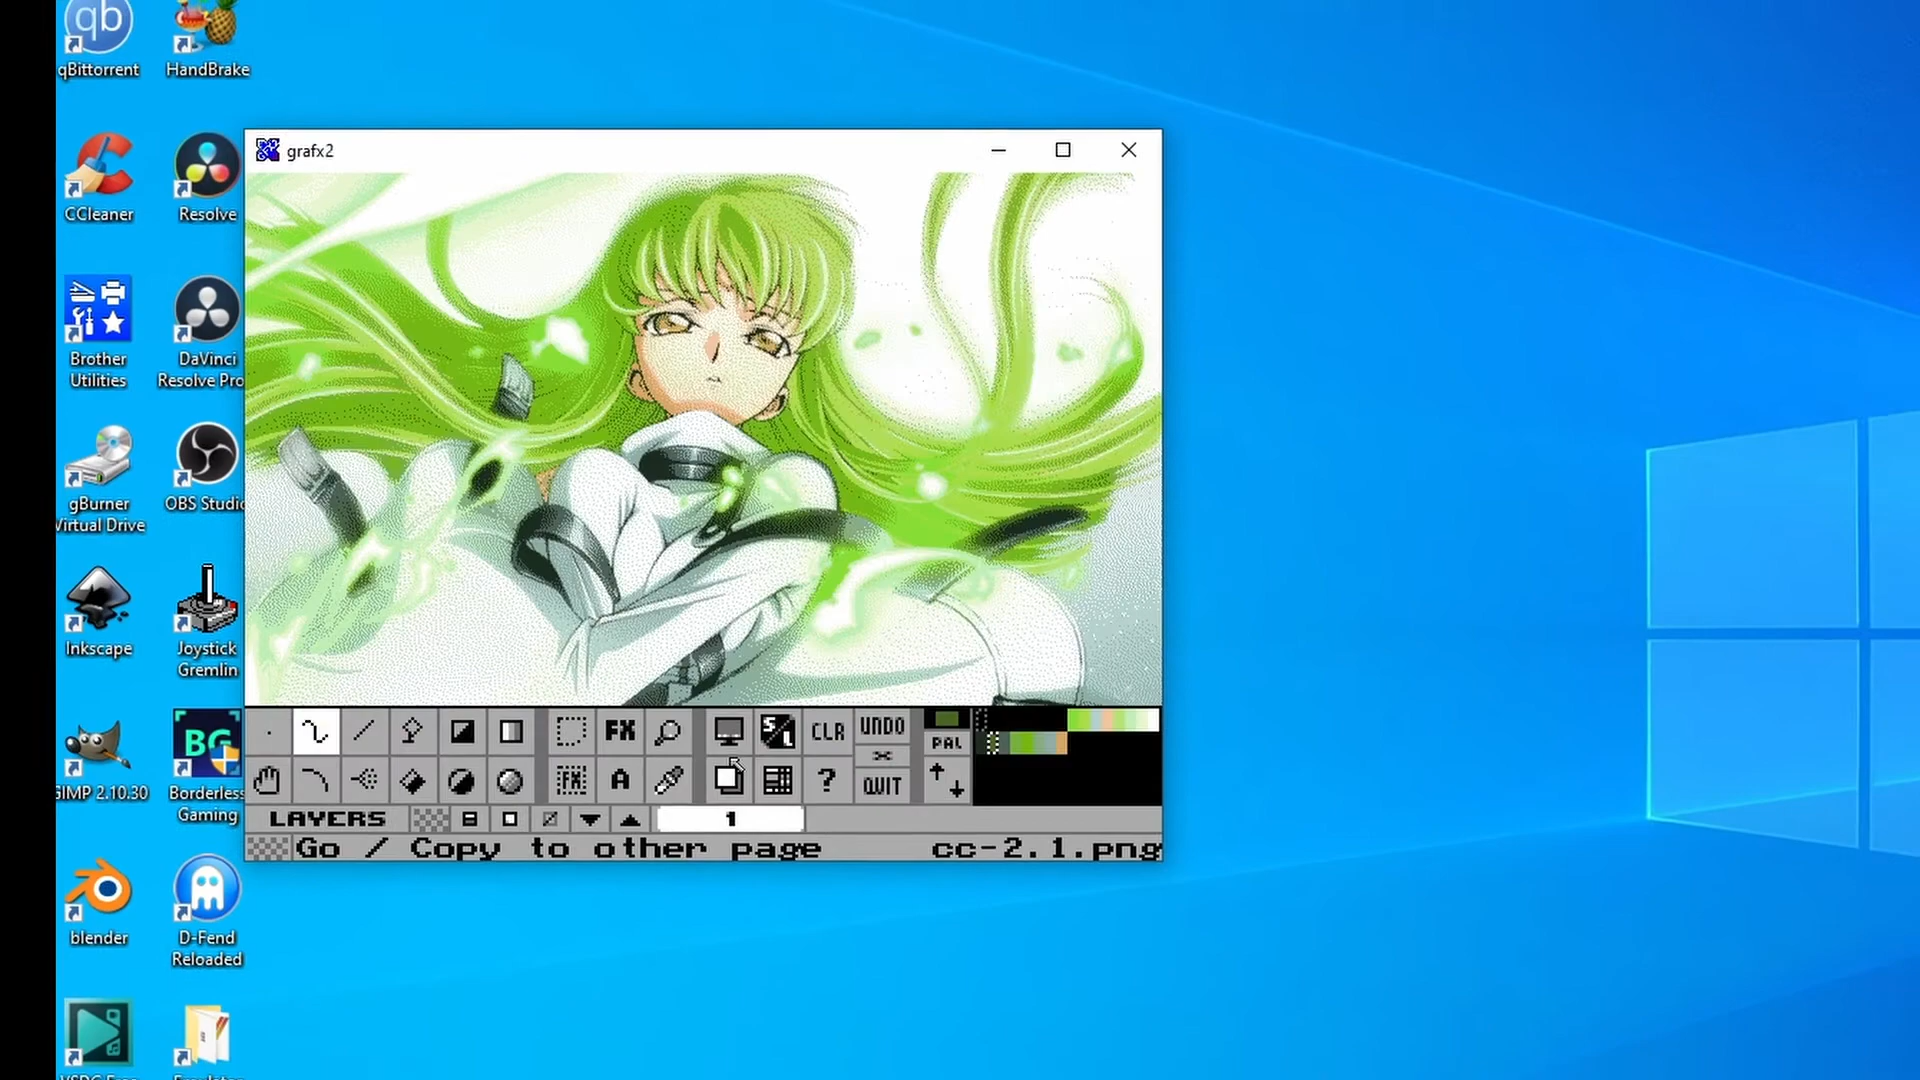 qBittorrent
HandBrake
CCleaner
Resolve
Brother
Utilities
DaVinci
Resolve Pro
gBurner
Virtual Drive
OBS Studio
Inkscape
Joystick
Gremlin
GIMP 2.10.30
BG
Borderless
Gaming
blender
D-Fend
Reloaded
grafx2
FX
CLR
UNDO
PAL
FX
A
?
QUIT
LAYERS
1
Go / Copy to other page
cc-2.1.png